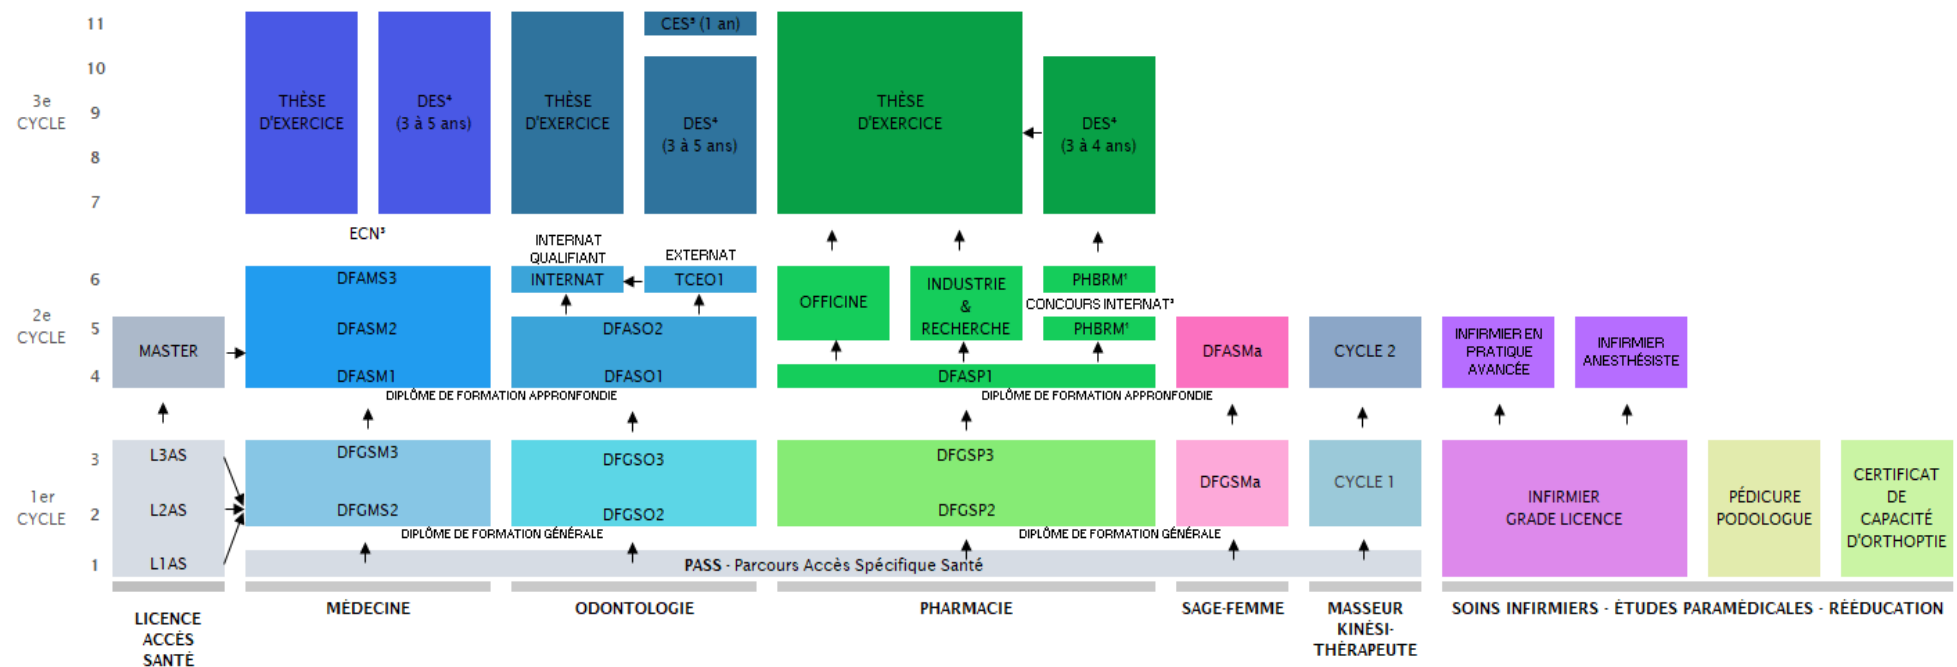 11
CES³ (1 an)
10
3e
CYCLE
9
THÈSE
D'EXERCICE
DES⁴
(3 à 5 ans)
THÈSE
D'EXERCICE
DES⁴
(3 à 5 ans)
THÈSE
D'EXERCICE
DES⁴
(3 à 4 ans)
8
7
ECN³
INTERNAT
QUALIFIANT
EXTERNAT
6
DFAMS3
INTERNAT
TCEO1
OFFICINE
INDUSTRIE
&
RECHERCHE
PHBRM¹
CONCOURS INTERNAT³
PHBRM¹
2e
CYCLE
5
DFASM2
DFASO2
MASTER
DFASMa
CYCLE 2
INFIRMIER EN
PRATIQUE
AVANCÉE
INFIRMIER
ANESTHÉSISTE
4
DFASM1
DFASO1
DFASP1
DIPLÔME DE FORMATION APPRONFONDIE
DIPLÔME DE FORMATION APPRONFONDIE
3
L3AS
DFGSM3
DFGSO3
DFGSP3
DFGSMa
CYCLE 1
1er
CYCLE
2
L2AS
DFGMS2
DFGSO2
DFGSP2
INFIRMIER
GRADE LICENCE
PÉDICURE
PODOLOGUE
CERTIFICAT
DE
CAPACITÉ
D'ORTHOPTIE
DIPLÔME DE FORMATION GÉNÉRALE
DIPLÔME DE FORMATION GÉNÉRALE
1
L1AS
PASS - Parcours Accès Spécifique Santé
LICENCE
ACCÈS
SANTÉ
MÉDECINE
ODONTOLOGIE
PHARMACIE
SAGE-FEMME
MASSEUR
KINÉSI-
THÉRAPEUTE
SOINS INFIRMIERS - ÉTUDES PARAMÉDICALES - RÉÉDUCATION